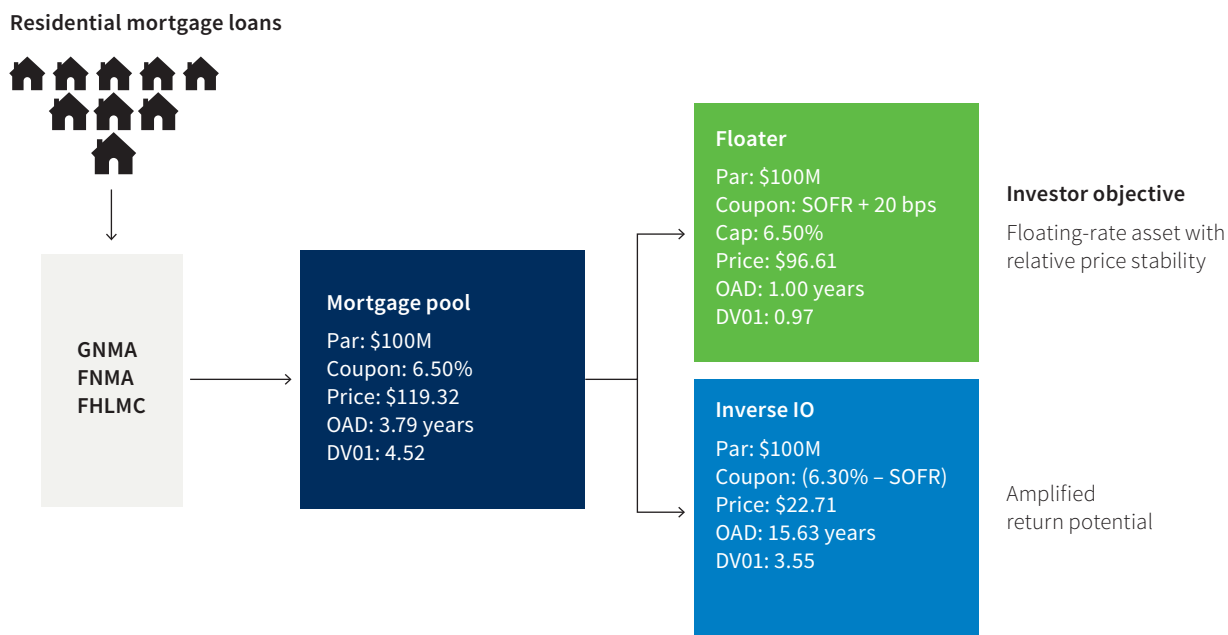 Residential mortgage loans
GNMA
FNMA
FHLMC
Mortgage pool
Par: $100M
Coupon: 6.50%
Price: $119.32
OAD: 3.79 years
DV01: 4.52
Floater
Par: $100M
Coupon: SOFR + 20 bps
Cap: 6.50%
Price: $96.61
OAD: 1.00 years
DV01: 0.97
Investor objective
Floating-rate asset with
relative price stability
Inverse IO
Par: $100M
Coupon: (6.30% – SOFR)
Price: $22.71
OAD: 15.63 years
DV01: 3.55
Amplified
return potential